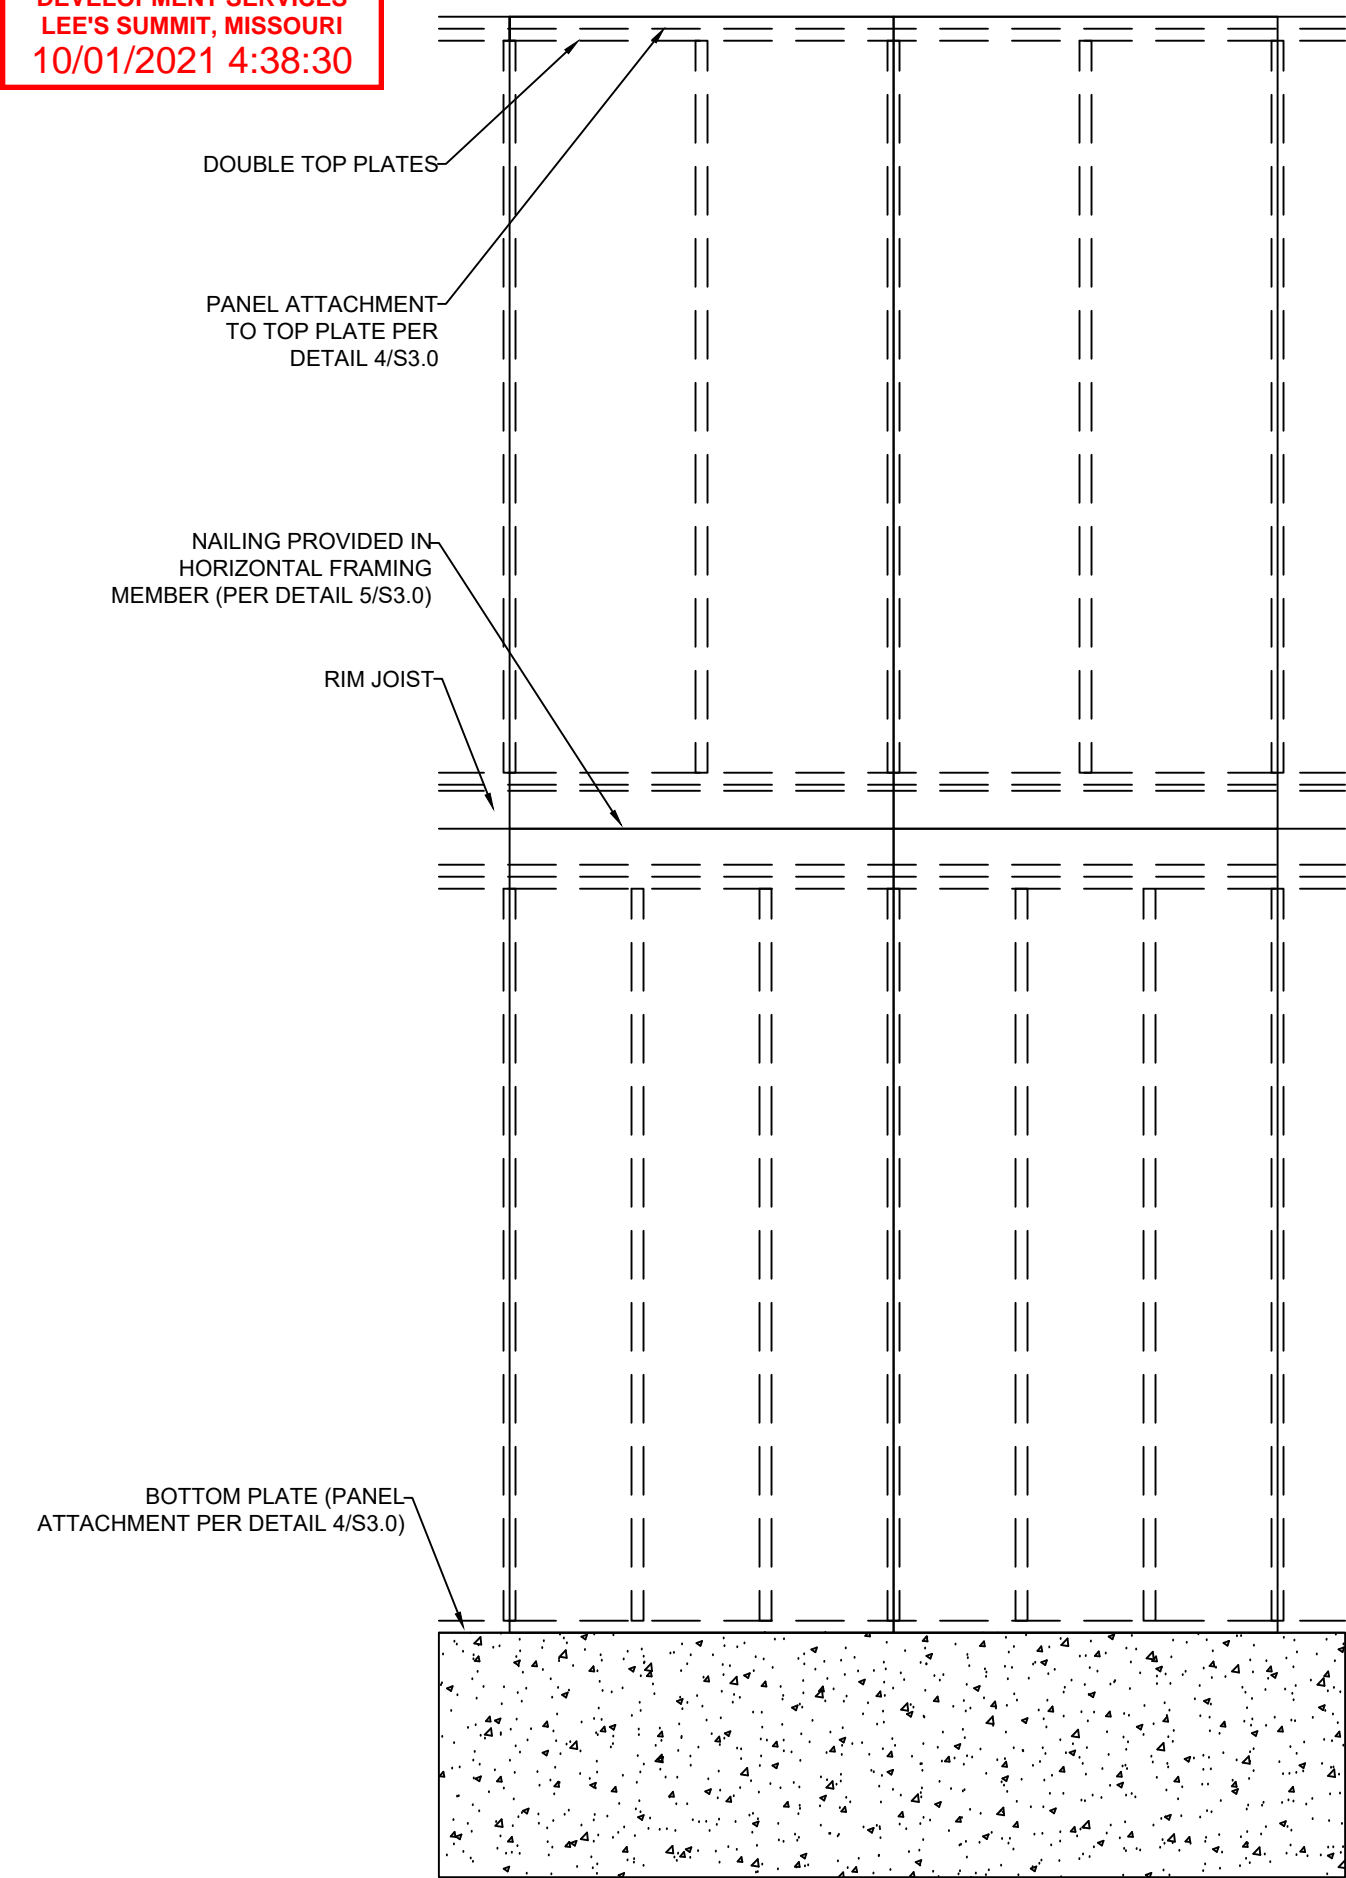 DEVELOPMENT SERVICES
LEE'S SUMMIT, MISSOURI
10/01/2021 4:38:30
DOUBLE TOP PLATES
PANEL ATTACHMENT
TO TOP PLATE PER
DETAIL 4/S3.0
NAILING PROVIDED IN
HORIZONTAL FRAMING
MEMBER (PER DETAIL 5/S3.0)
RIM JOIST
BOTTOM PLATE (PANEL
ATTACHMENT PER DETAIL 4/S3.0)